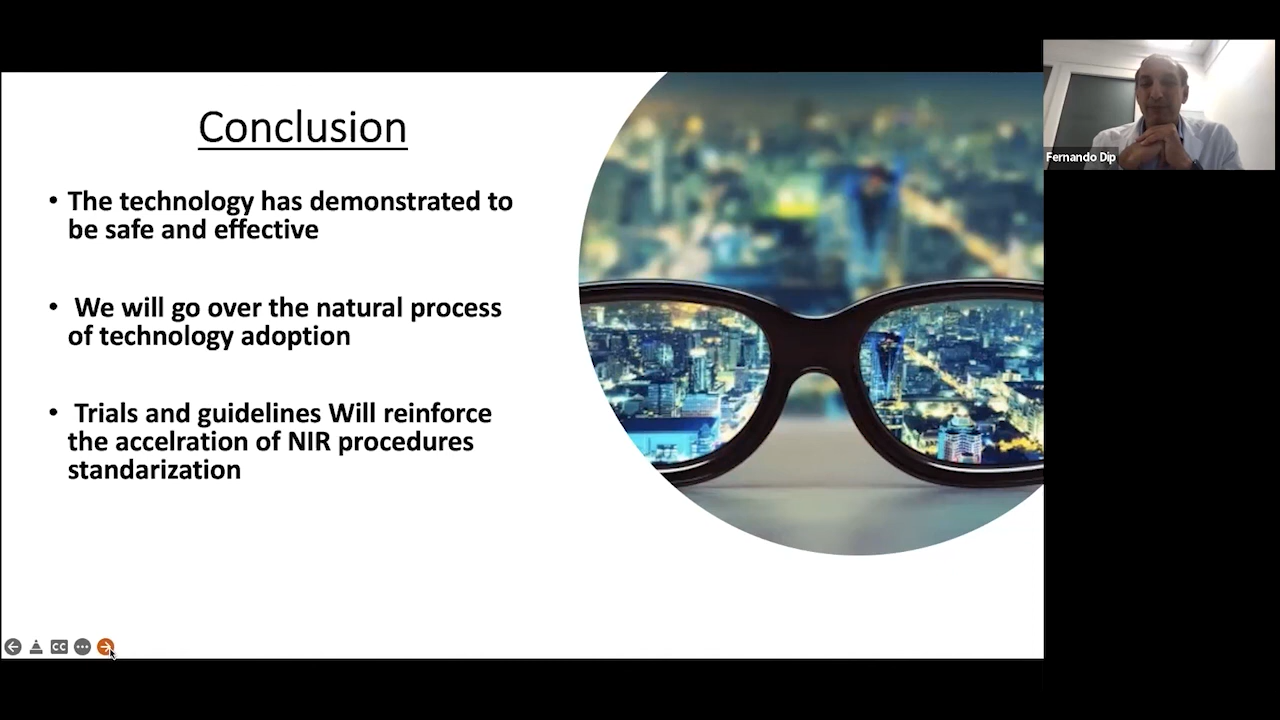 Conclusion
• The technology has demonstrated to
be safe and effective
• We will go over the natural process
of technology adoption
• Trials and guidelines Will reinforce
the accelration of NIR procedures
standarization
CC
Fernando Dip